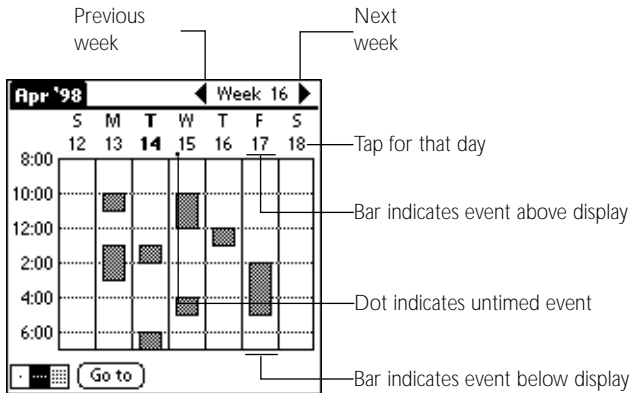 Previous week
Next week
Apr '98
Week 16
S M T W T F S
12 13 14 15 16 17 18
Tap for that day
8:00
10:00
Bar indicates event above display
12:00
2:00
4:00
Dot indicates untimed event
6:00
Go to
Bar indicates event below display